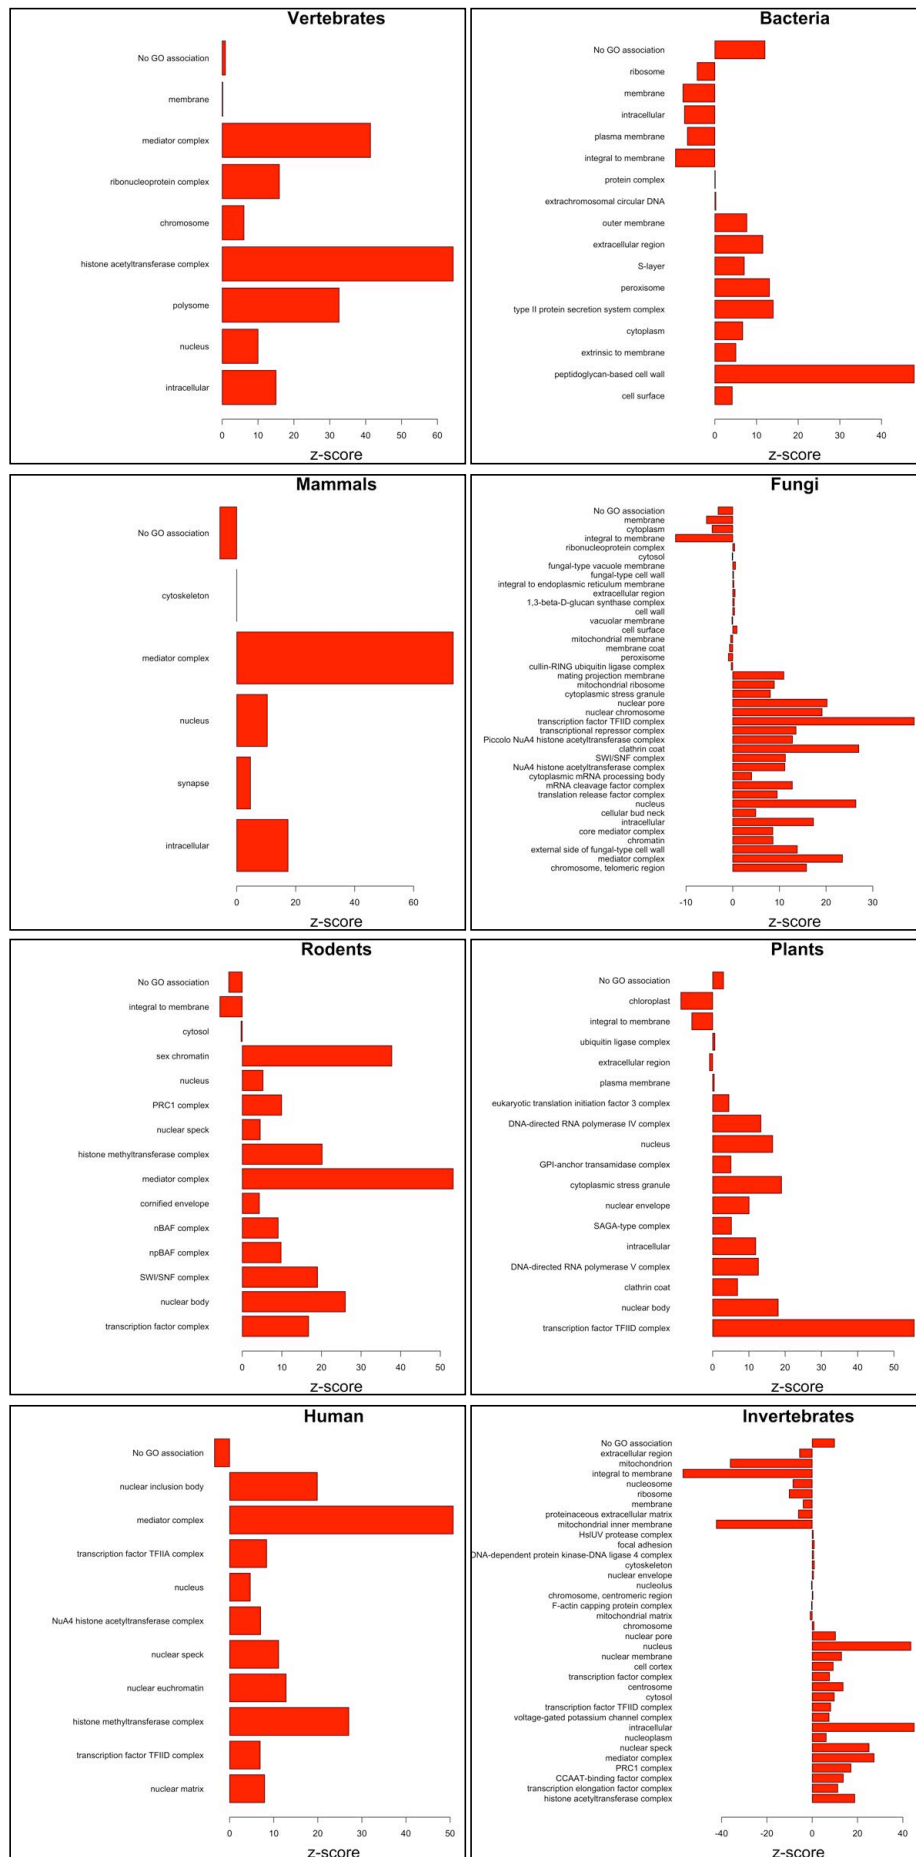 Vertebrates
No GO association
membrane
mediator complex
ribonucleoprotein complex
chromosome
histone acetyltransferase complex
polysome
nucleus
intracellular
0 10 20 30 40 50 60
z-score
Bacteria
No GO association
ribosome
membrane
intracellular
plasma membrane
integral to membrane
protein complex
extrachromosomal circular DNA
outer membrane
extracellular region
S-layer
peroxisome
type II protein secretion system complex
cytoplasm
extrinsic to membrane
peptidoglycan-based cell wall
cell surface
0 10 20 30 40
z-score
Mammals
No GO association
cytoskeleton
mediator complex
nucleus
synapse
intracellular
0 20 40 60
z-score
Fungi
No GO association
membrane
cytoplasm
integral to membrane
ribonucleoprotein complex
cytosol
fungal-type vacuole membrane
fungal-type cell wall
integral to endoplasmic reticulum membrane
extracellular region
1,3-beta-D-glucan synthase complex
cell wall
vacuolar membrane
cell surface
mitochondrial membrane
membrane coat
peroxisome
cullin-RING ubiquitin ligase complex
mating projection membrane
mitochondrial ribosome
cytoplasmic stress granule
nuclear pore
nuclear chromosome
transcription factor TFIID complex
transcriptional repressor complex
Piccolo NuA4 histone acetyltransferase complex
clathrin coat
SWI/SNF complex
NuA4 histone acetyltransferase complex
cytoplasmic mRNA processing body
mRNA cleavage factor complex
translation release factor complex
nucleus
cellular bud neck
intracellular
core mediator complex
chromatin
external side of fungal-type cell wall
mediator complex
chromosome, telomeric region
-10 0 10 20 30
z-score
Rodents
No GO association
integral to membrane
cytosol
sex chromatin
nucleus
PRC1 complex
nuclear speck
histone methyltransferase complex
mediator complex
cornified envelope
nBAF complex
npBAF complex
SWI/SNF complex
nuclear body
transcription factor complex
0 10 20 30 40 50
z-score
Plants
No GO association
chloroplast
integral to membrane
ubiquitin ligase complex
extracellular region
plasma membrane
eukaryotic translation initiation factor 3 complex
DNA-directed RNA polymerase IV complex
nucleus
GPI-anchor transamidase complex
cytoplasmic stress granule
nuclear envelope
SAGA-type complex
intracellular
DNA-directed RNA polymerase V complex
clathrin coat
nuclear body
transcription factor TFIID complex
0 10 20 30 40 50
z-score
Human
No GO association
nuclear inclusion body
mediator complex
transcription factor TFIIA complex
nucleus
NuA4 histone acetyltransferase complex
nuclear speck
nuclear euchromatin
histone methyltransferase complex
transcription factor TFIID complex
nuclear matrix
0 10 20 30 40 50
z-score
Invertebrates
No GO association
extracellular region
mitochondrion
integral to membrane
nucleosome
ribosome
membrane
proteinaceous extracellular matrix
mitochondrial inner membrane
HslUV protease complex
focal adhesion
DNA-dependent protein kinase-DNA ligase 4 complex
cytoskeleton
nuclear envelope
nucleolus
chromosome, centromeric region
F-actin capping protein complex
mitochondrial matrix
chromosome
nuclear pore
nucleus
nuclear membrane
cell cortex
transcription factor complex
centrosome
cytosol
transcription factor TFIID complex
voltage-gated potassium channel complex
intracellular
nucleoplasm
nuclear speck
mediator complex
PRC1 complex
CCAAT-binding factor complex
transcription elongation factor complex
histone acetyltransferase complex
-40 -20 0 20 40
z-score